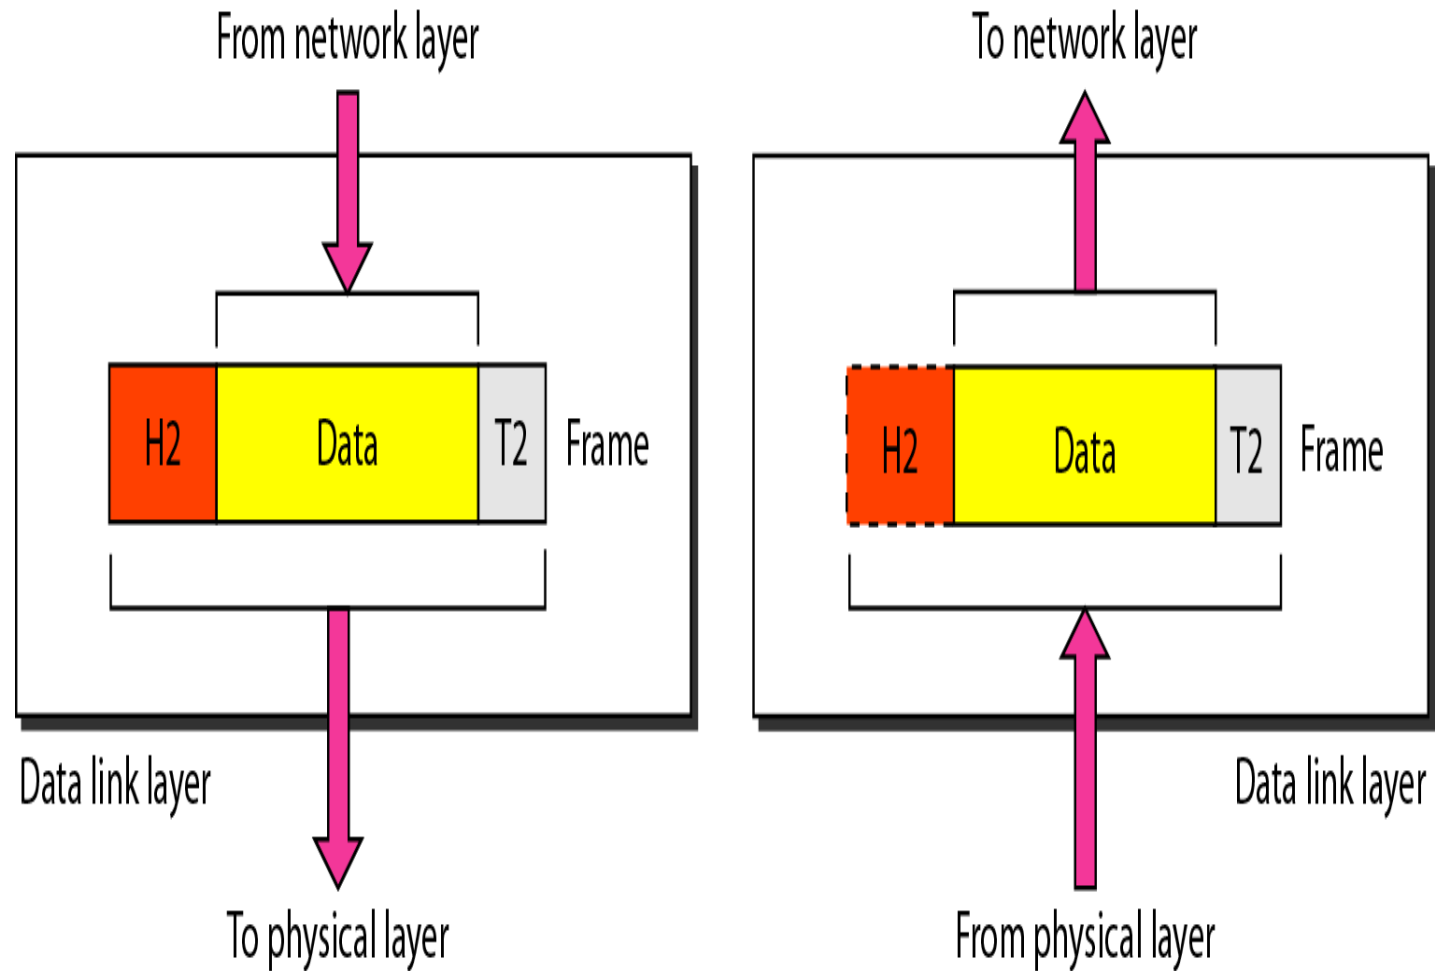 From network layer
To network layer
H2 Data T2 Frame
H2 Data T2 Frame
Data link layer
Data link layer
To physical layer
From physical layer